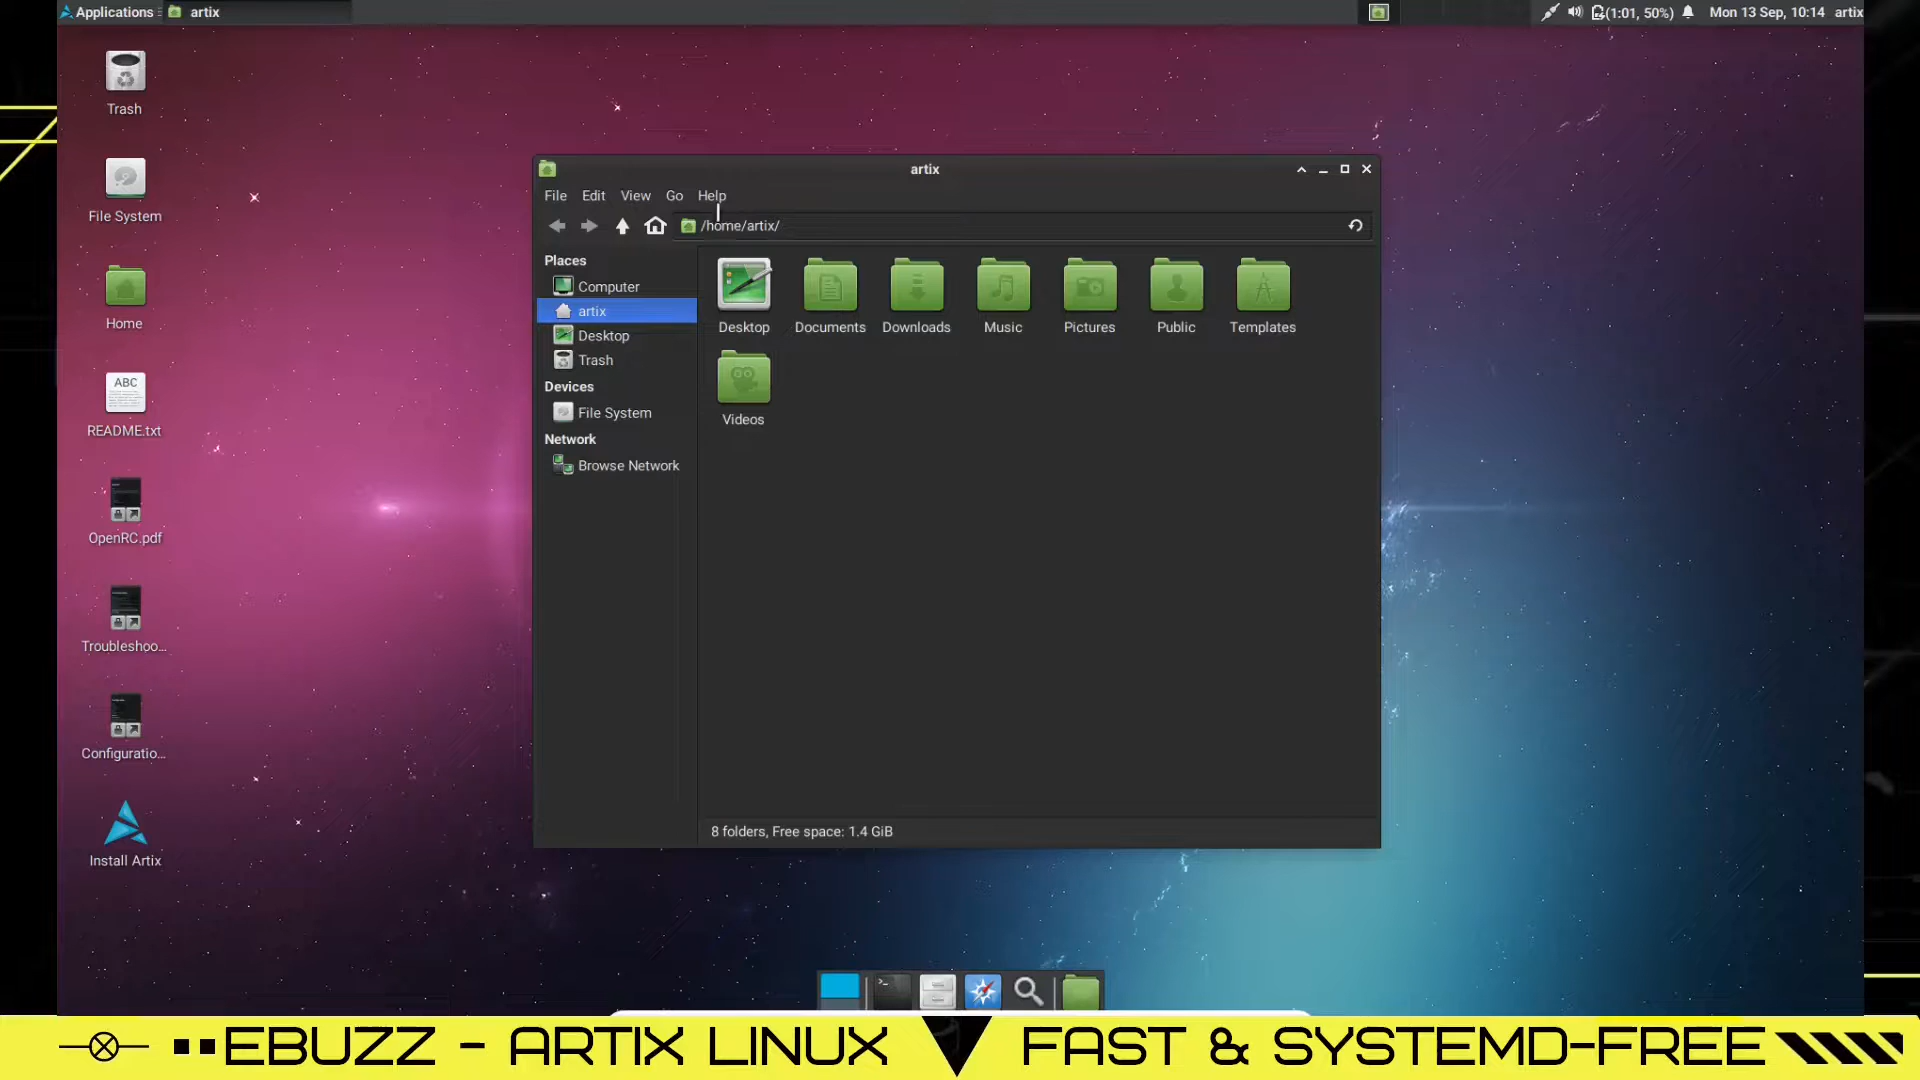 Applications
artix
(1:01, 50%)
Mon 13 Sep, 10:14
artix
Trash
File System
Home
ABC
README.txt
OpenRC.pdf
Troubleshoo...
Configuratio...
Install Artix
artix
File Edit View Go Help
/home/artix/
Places
Computer
artix
Desktop
Trash
Devices
File System
Network
Browse Network
Desktop
Documents
Downloads
Music
Pictures
Public
Templates
Videos
8 folders, Free space: 1.4 GiB
EBUZZ - ARTIX LINUX
FAST & SYSTEMD-FREE